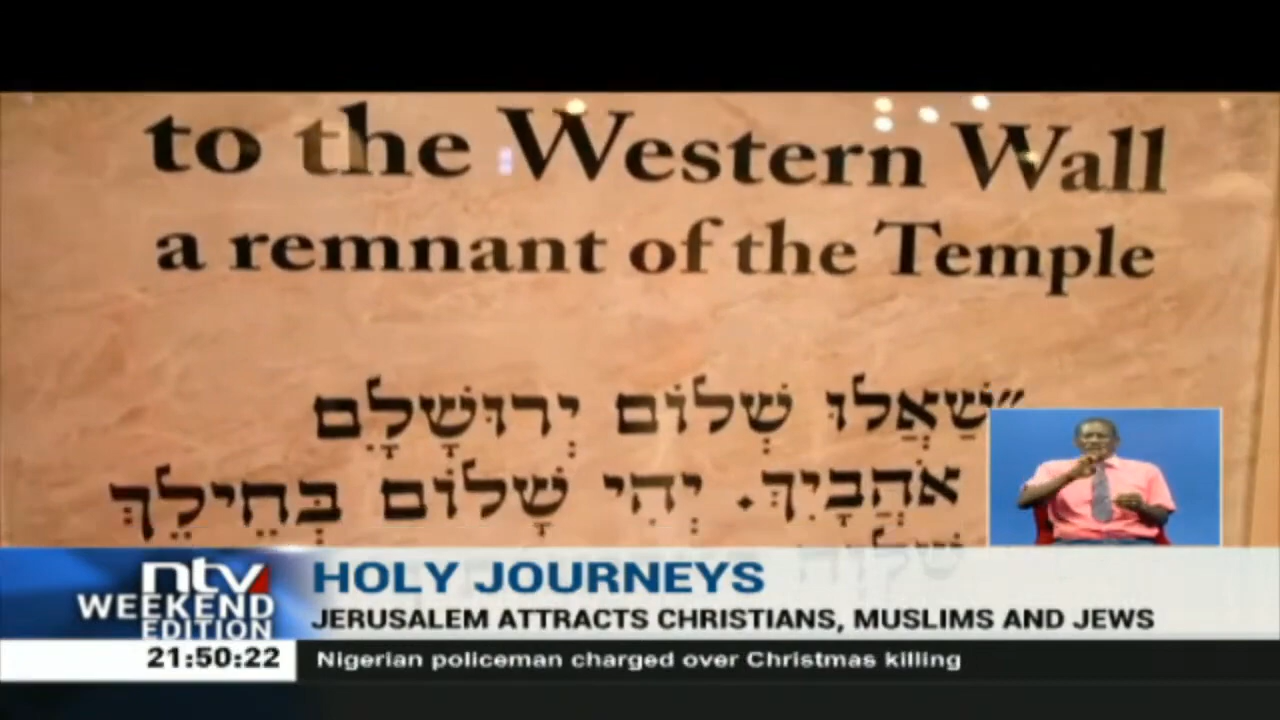 to the Western Wall
a remnant of the Temple
”שַׁאֲלוּ שְׁלוֹם יְרוּשָׁלָםִ
אֹהֲבָיִךְ. יְהִי שָׁלוֹם בְּחֵילֵךְ
ntv
WEEKEND
EDITION
HOLY JOURNEYS
JERUSALEM ATTRACTS CHRISTIANS, MUSLIMS AND JEWS
21:50:22
Nigerian policeman charged over Christmas killing